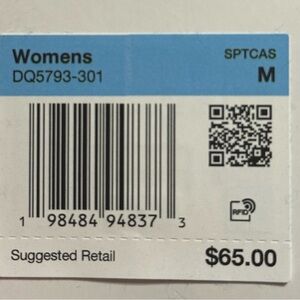 Womens SPTCAS
DQ5793-301 M
RFID
1 98484 94837 3
Suggested Retail $65.00